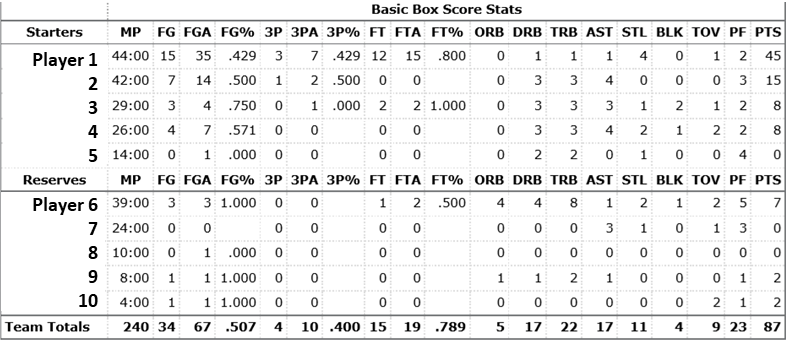 Basic Box Score Stats
Starters MP FG FGA FG% 3P 3PA 3P% FT FTA FT% ORB DRB TRB AST STL BLK TOV PF PTS
Player 1 44:00 15 35 .429 3 7 .429 12 15 .800 0 1 1 1 4 0 1 2 45
2 42:00 7 14 .500 1 2 .500 0 0 0 3 3 4 0 0 0 3 15
3 29:00 3 4 .750 0 1 .000 2 2 1.000 0 3 3 3 1 2 1 2 8
4 26:00 4 7 .571 0 0 0 0 0 3 3 4 2 1 2 2 8
5 14:00 0 1 .000 0 0 0 0 0 2 2 0 1 0 0 4 0
Reserves MP FG FGA FG% 3P 3PA 3P% FT FTA FT% ORB DRB TRB AST STL BLK TOV PF PTS
Player 6 39:00 3 3 1.000 0 0 1 2 .500 4 4 8 1 2 1 2 5 7
7 24:00 0 0 0 0 0 0 0 0 0 3 1 0 1 3 0
8 10:00 0 1 .000 0 0 0 0 0 0 0 0 0 0 0 0 0
9 8:00 1 1 1.000 0 0 0 0 1 1 2 1 0 0 0 1 2
10 4:00 1 1 1.000 0 0 0 0 0 0 0 0 0 0 2 1 2
Team Totals 240 34 67 .507 4 10 .400 15 19 .789 5 17 22 17 11 4 9 23 87